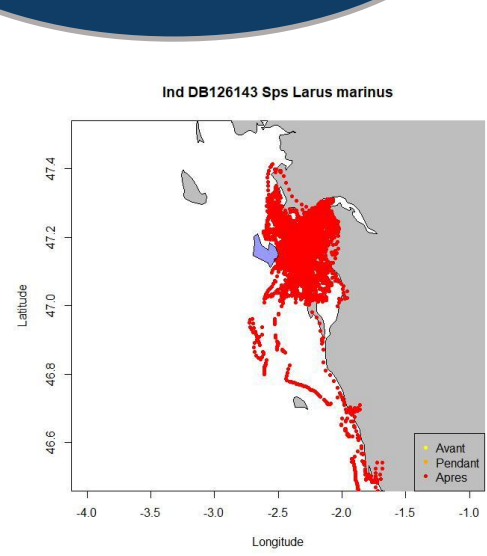 Ind DB126143 Sps Larus marinus
47.4
47.2
47.0
46.8
46.6
Latitude
Avant
Pendant
Apres
-4.0 -3.5 -3.0 -2.5 -2.0 -1.5 -1.0
Longitude